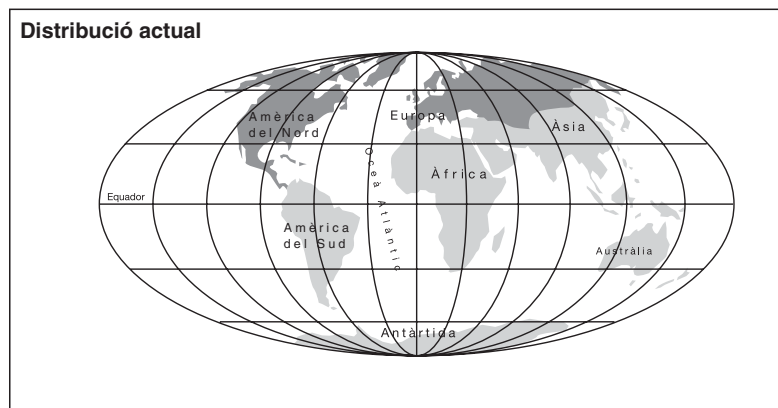 Distribució actual
Amèrica
del Nord
Europa
Àsia
Oceà Atlàntic
Àfrica
Equador
Amèrica
del Sud
Austràlia
Antàrtida